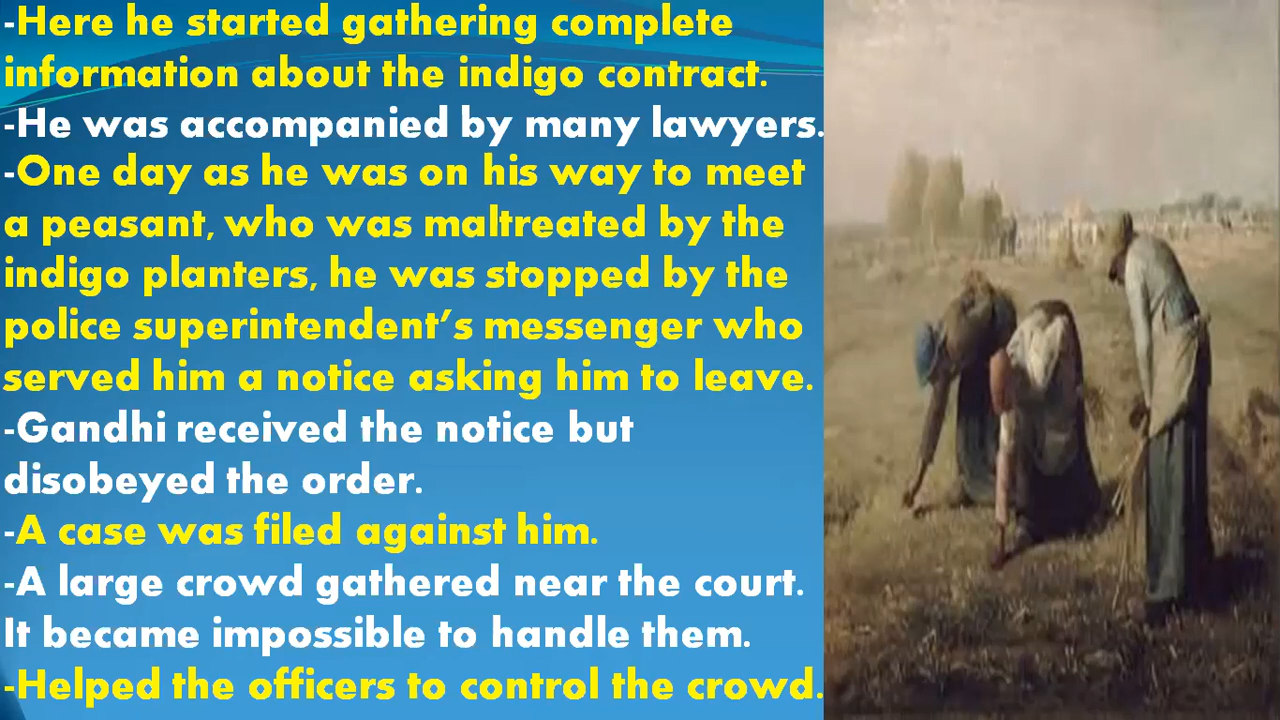 -Here he started gathering complete
information about the indigo contract.
-He was accompanied by many lawyers.
-One day as he was on his way to meet
a peasant, who was maltreated by the
indigo planters, he was stopped by the
police superintendent’s messenger who
served him a notice asking him to leave.
-Gandhi received the notice but
disobeyed the order.
-A case was filed against him.
-A large crowd gathered near the court.
It became impossible to handle them.
-Helped the officers to control the crowd.